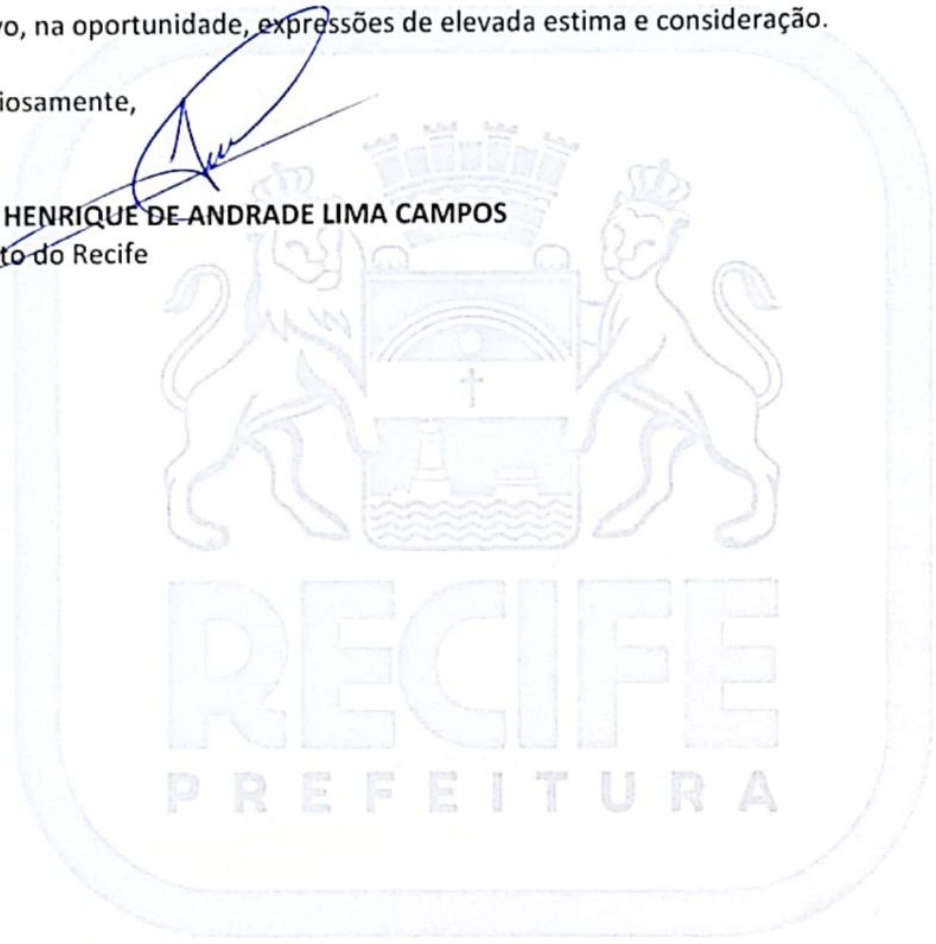 vo, na oportunidade, expressões de elevada estima e consideração.
iosamente,
HENRIQUE DE ANDRADE LIMA CAMPOS
to do Recife
RECIFE
PREFEITURA